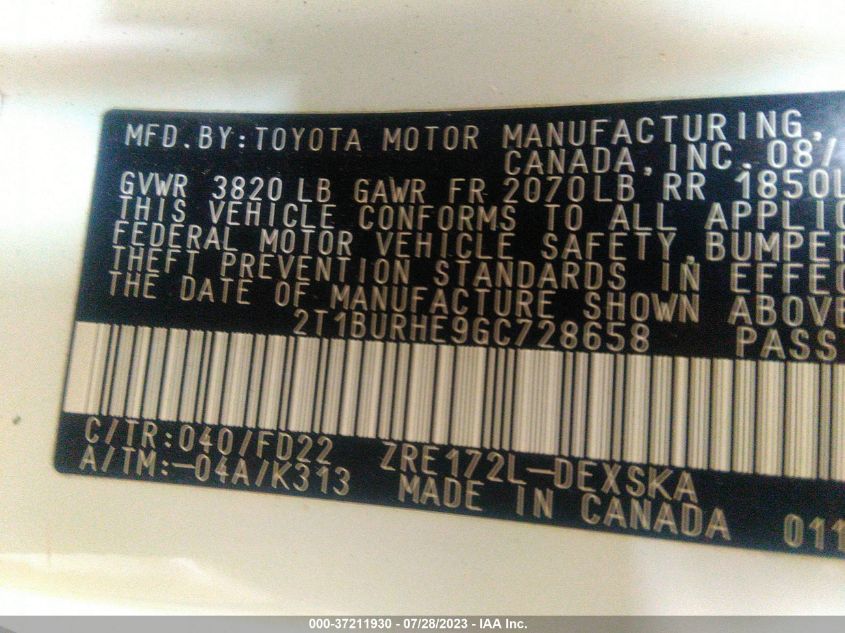 MFD.BY:TOYOTA MOTOR MANUFACTURING,
CANADA,INC. 08/
GVWR 3820 LB GAWR FR 2070LB RR 1850L
THIS VEHICLE CONFORMS TO ALL APPLIC
FEDERAL MOTOR VEHICLE SAFETY,BUMPER
THEFT PREVENTION STANDARDS IN EFFEC
THE DATE OF MANUFACTURE SHOWN ABOVE
2T1BURHE9GC728658 PASS
C/TR:040/FD22 ZRE172L-DEXSKA
A/TM:-04A/K313 MADE IN CANADA 011
000-37211930 - 07/28/2023 - IAA Inc.